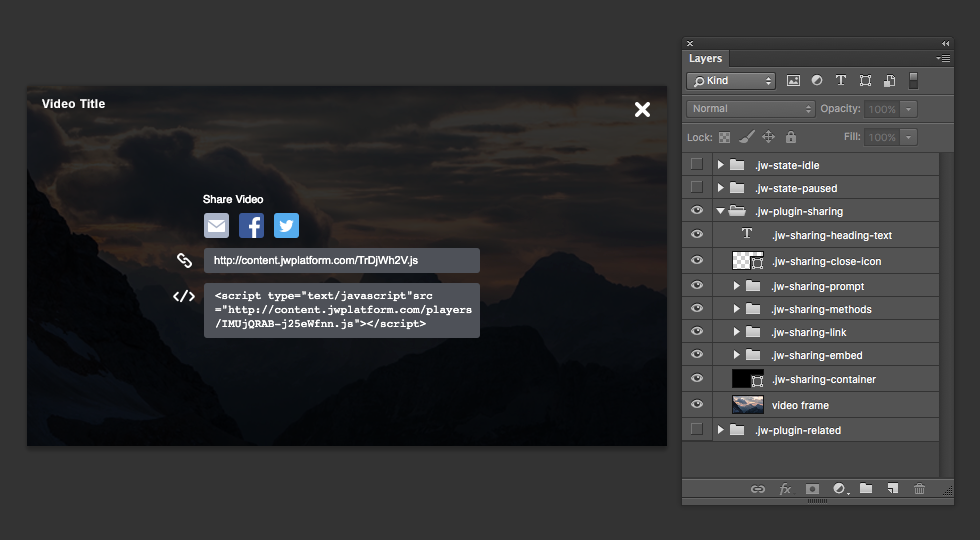 Video Title
Share Video
http://content.jwplatform.com/TrDjWh2V.js
<script type="text/javascript"src
="http://content.jwplatform.com/players
/IMUjQRAB-j25eWfnn.js"></script>
Layers
Kind
Normal
Opacity: 100%
Lock:
Fill: 100%
.jw-state-idle
.jw-state-paused
.jw-plugin-sharing
.jw-sharing-heading-text
.jw-sharing-close-icon
.jw-sharing-prompt
.jw-sharing-methods
.jw-sharing-link
.jw-sharing-embed
.jw-sharing-container
video frame
.jw-plugin-related
fx